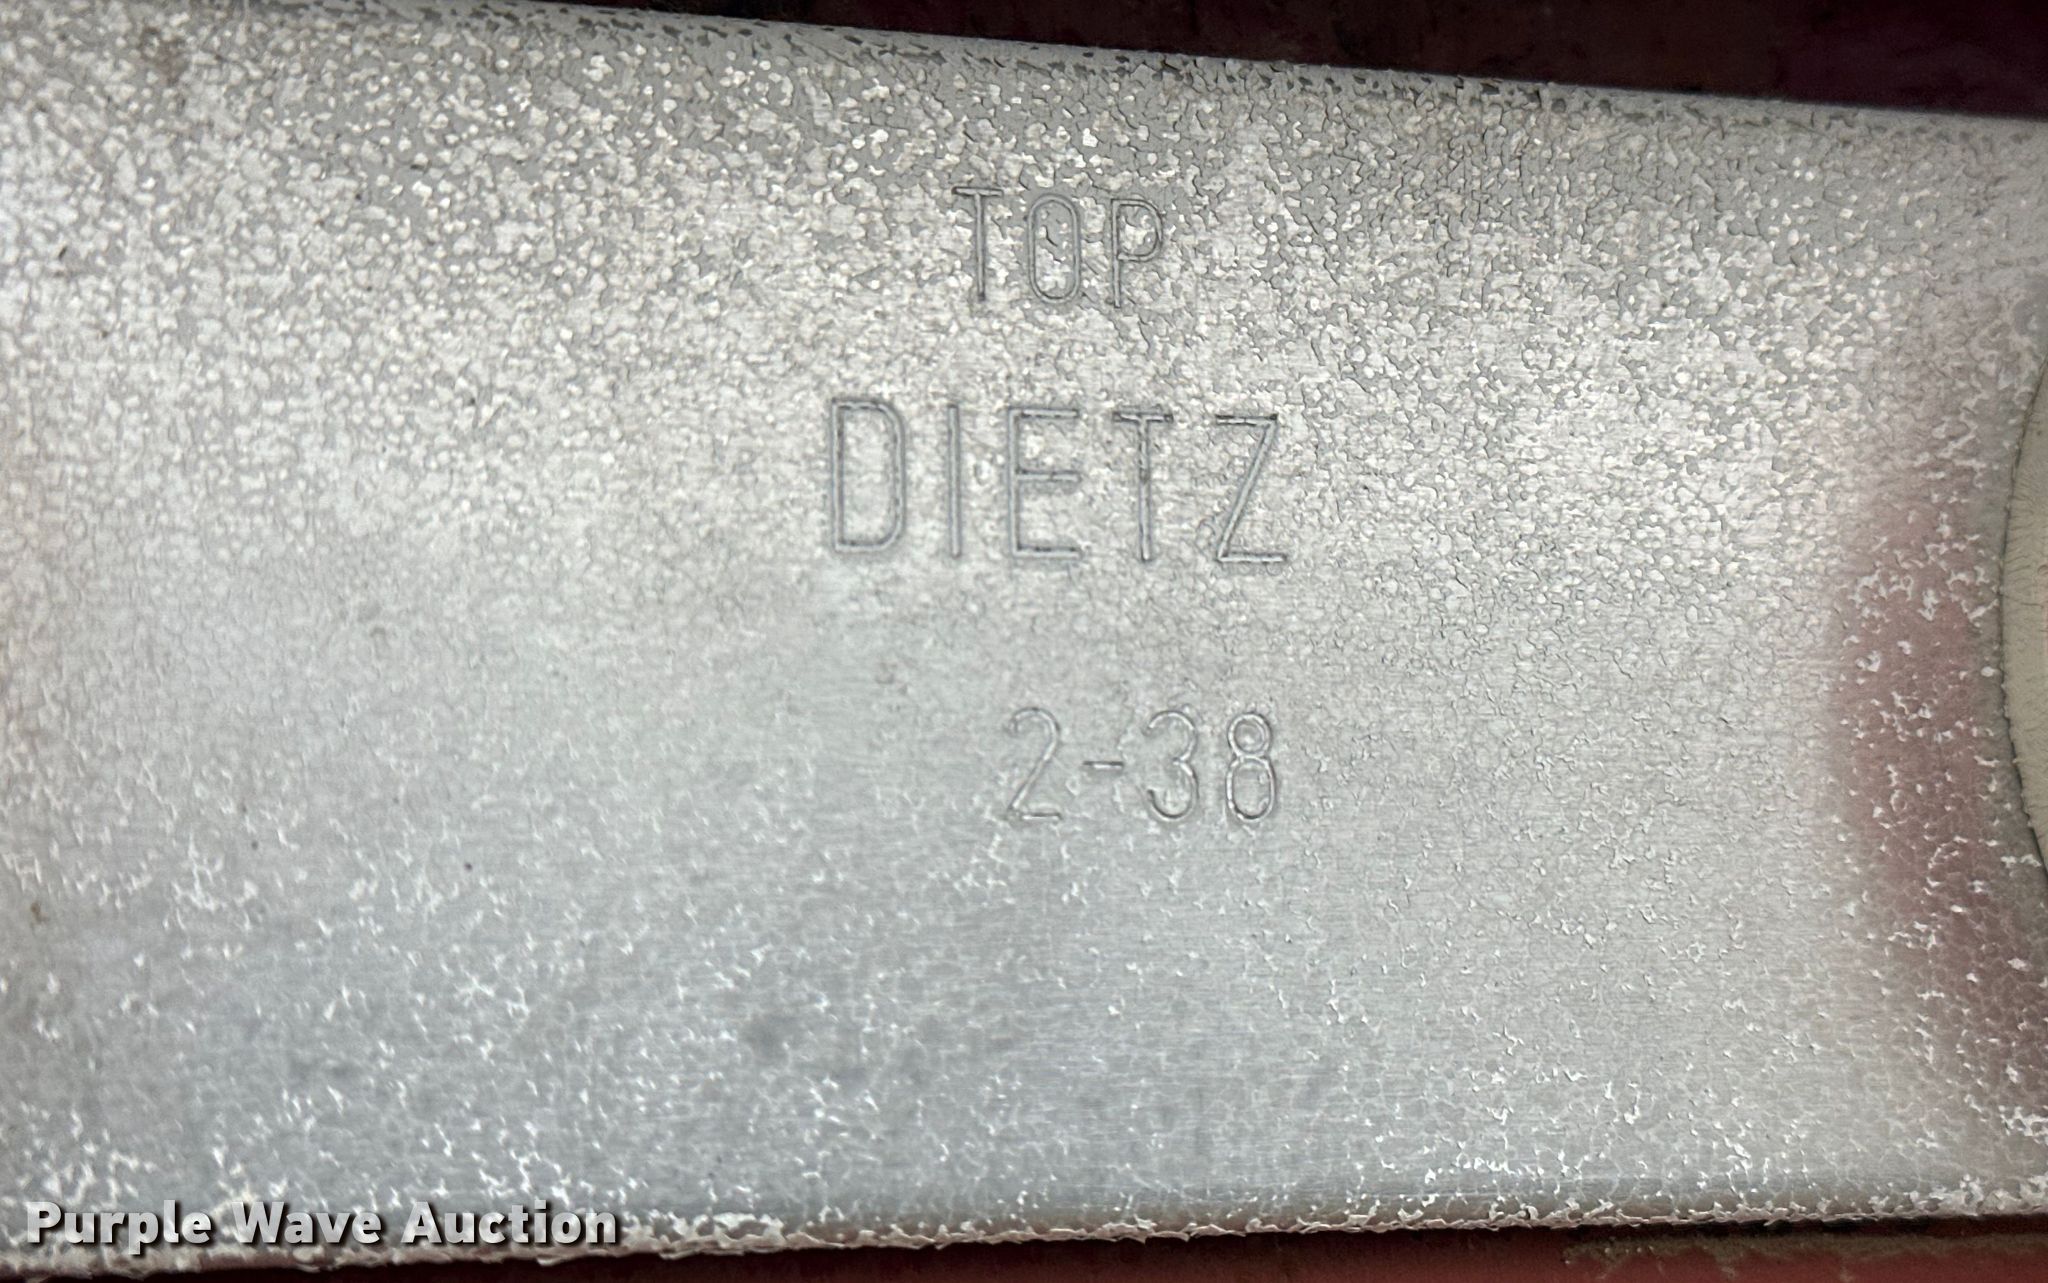 TOP
DIETZ
2-38
Purple Wave Auction